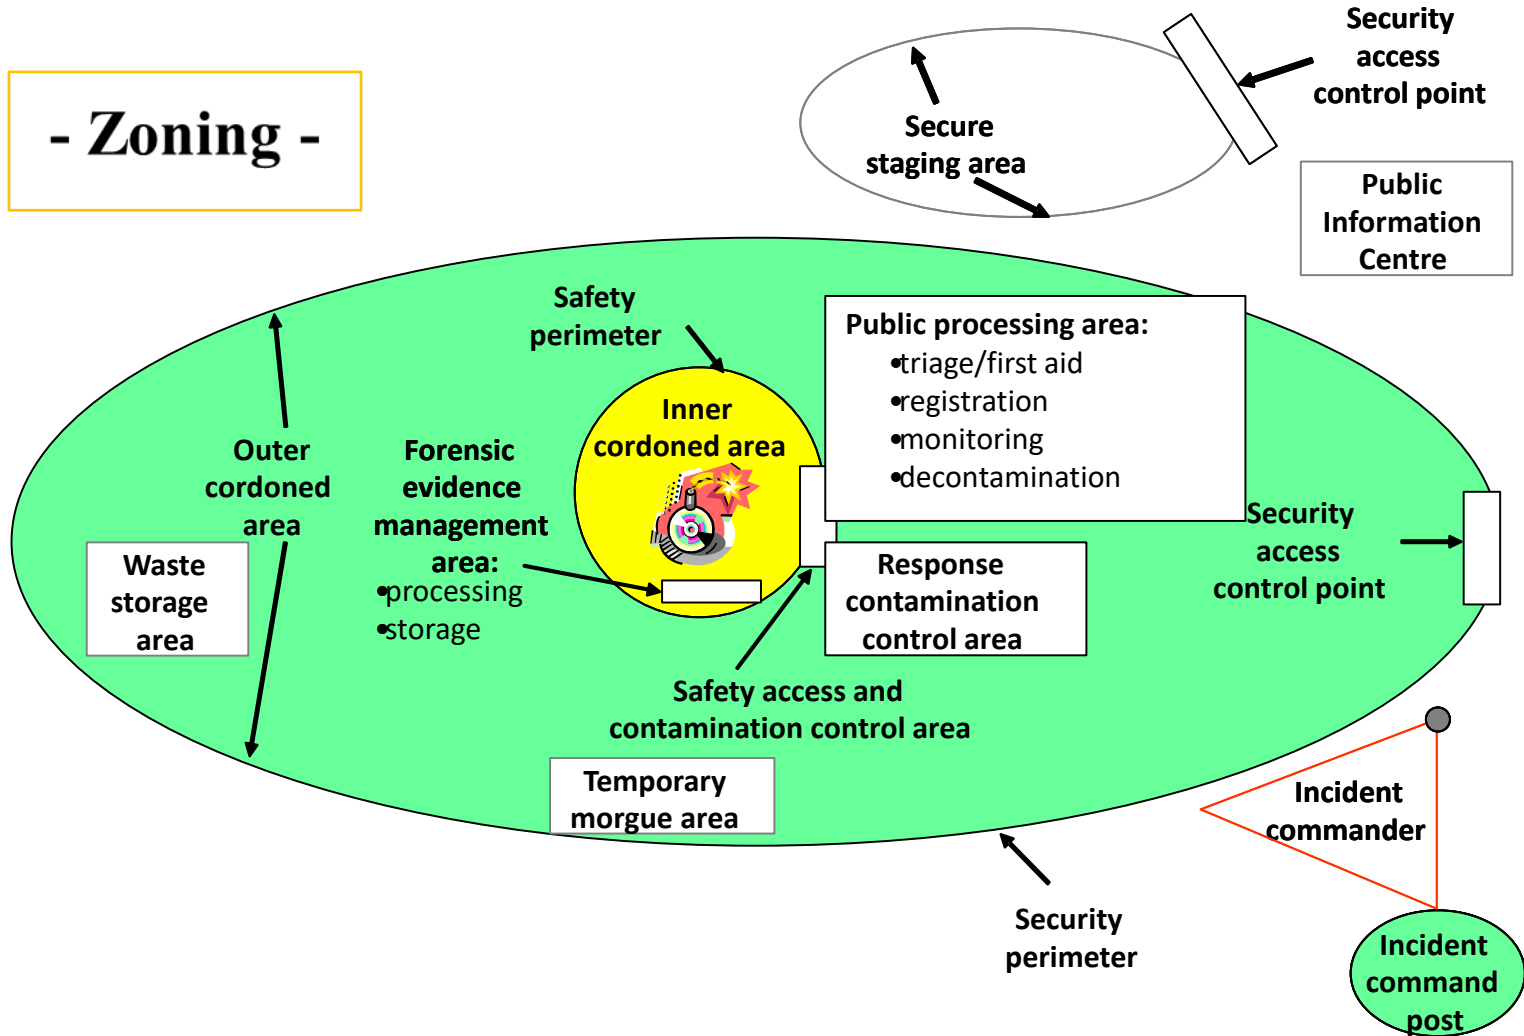 - Zoning -
Security
access
control point
Secure
staging area
Public
Information
Centre
Safety
perimeter
Public processing area:
•triage/first aid
•registration
•monitoring
•decontamination
Inner
cordoned area
Outer
cordoned
area
Forensic
evidence
management
area:
•processing
•storage
Waste
storage
area
Response
contamination
control area
Security
access
control point
Safety access and
contamination control area
Temporary
morgue area
Incident
commander
Security
perimeter
Incident
command
post